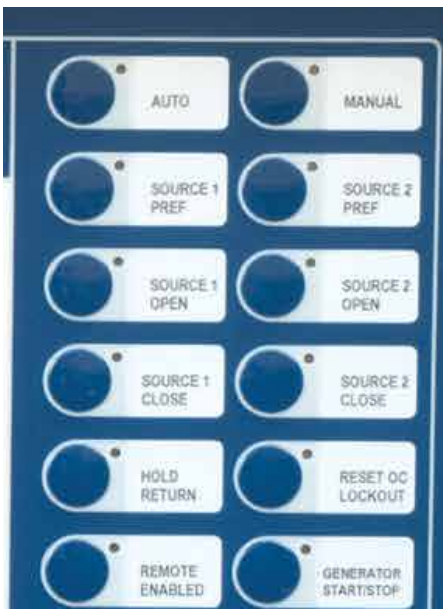 AUTO
MANUAL
SOURCE 1
PREF
SOURCE 2
PREF
SOURCE 1
OPEN
SOURCE 2
OPEN
SOURCE 1
CLOSE
SOURCE 2
CLOSE
HOLD
RETURN
RESET OC
LOCKOUT
REMOTE
ENABLED
GENERATOR
START/STOP